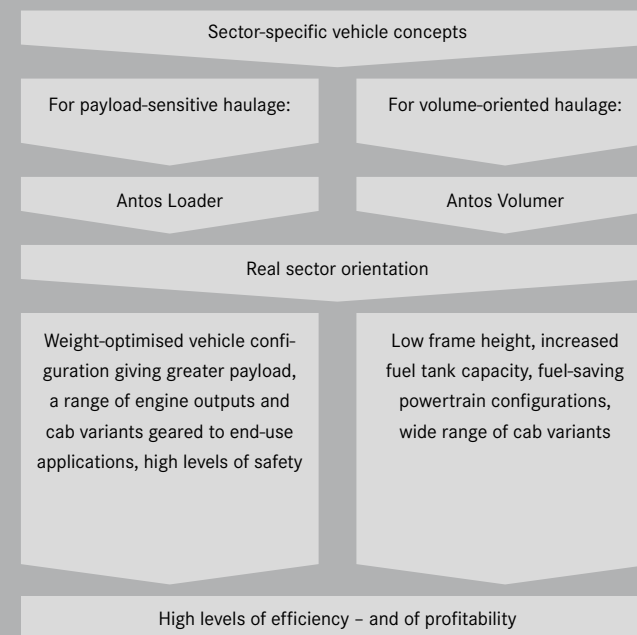 Sector-specific vehicle concepts
For payload-sensitive haulage:
For volume-oriented haulage:
Antos Loader
Antos Volumer
Real sector orientation
Weight-optimised vehicle confi-
guration giving greater payload,
a range of engine outputs and
cab variants geared to end-use
applications, high levels of safety
Low frame height, increased
fuel tank capacity, fuel-saving
powertrain configurations,
wide range of cab variants
High levels of efficiency – and of profitability